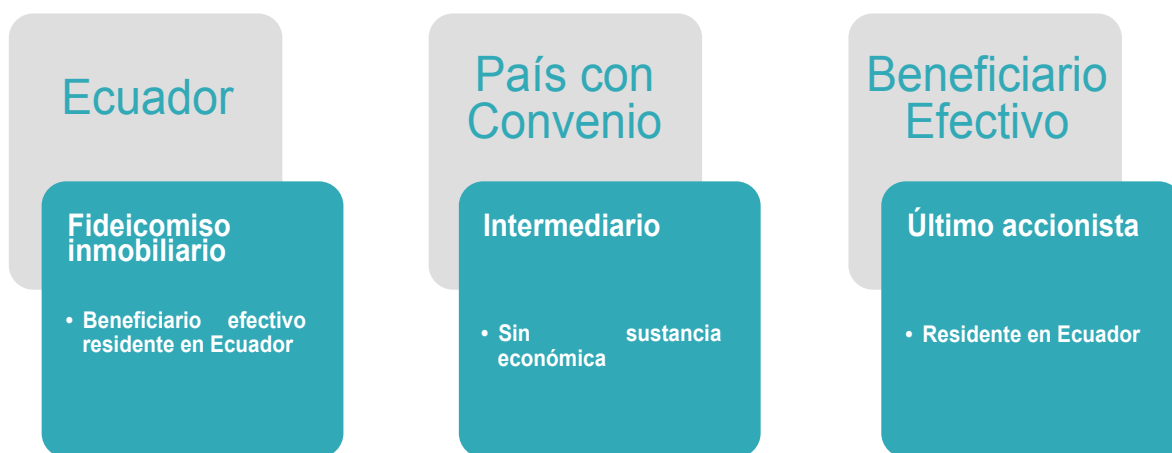 Ecuador
Fideicomiso
inmobiliario
• Beneficiario efectivo
residente en Ecuador
País con
Convenio
Intermediario
• Sin sustancia
económica
Beneficiario
Efectivo
Último accionista
• Residente en Ecuador